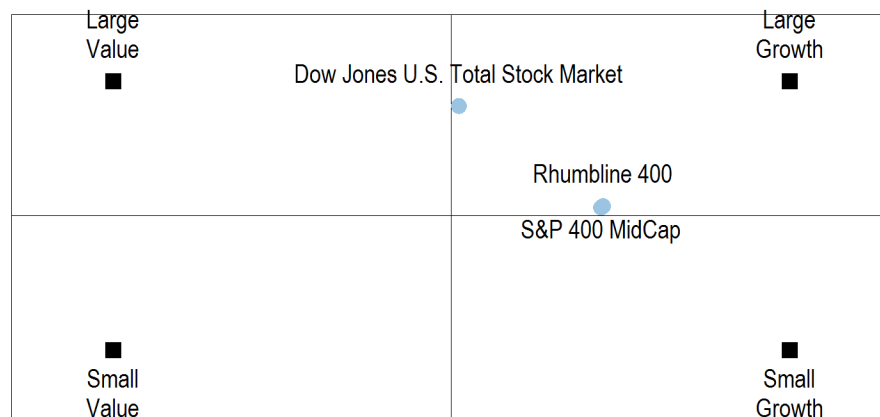 Large
Value
Large
Growth
Dow Jones U.S. Total Stock Market
Rhumbline 400
S&P 400 MidCap
Small
Value
Small
Growth